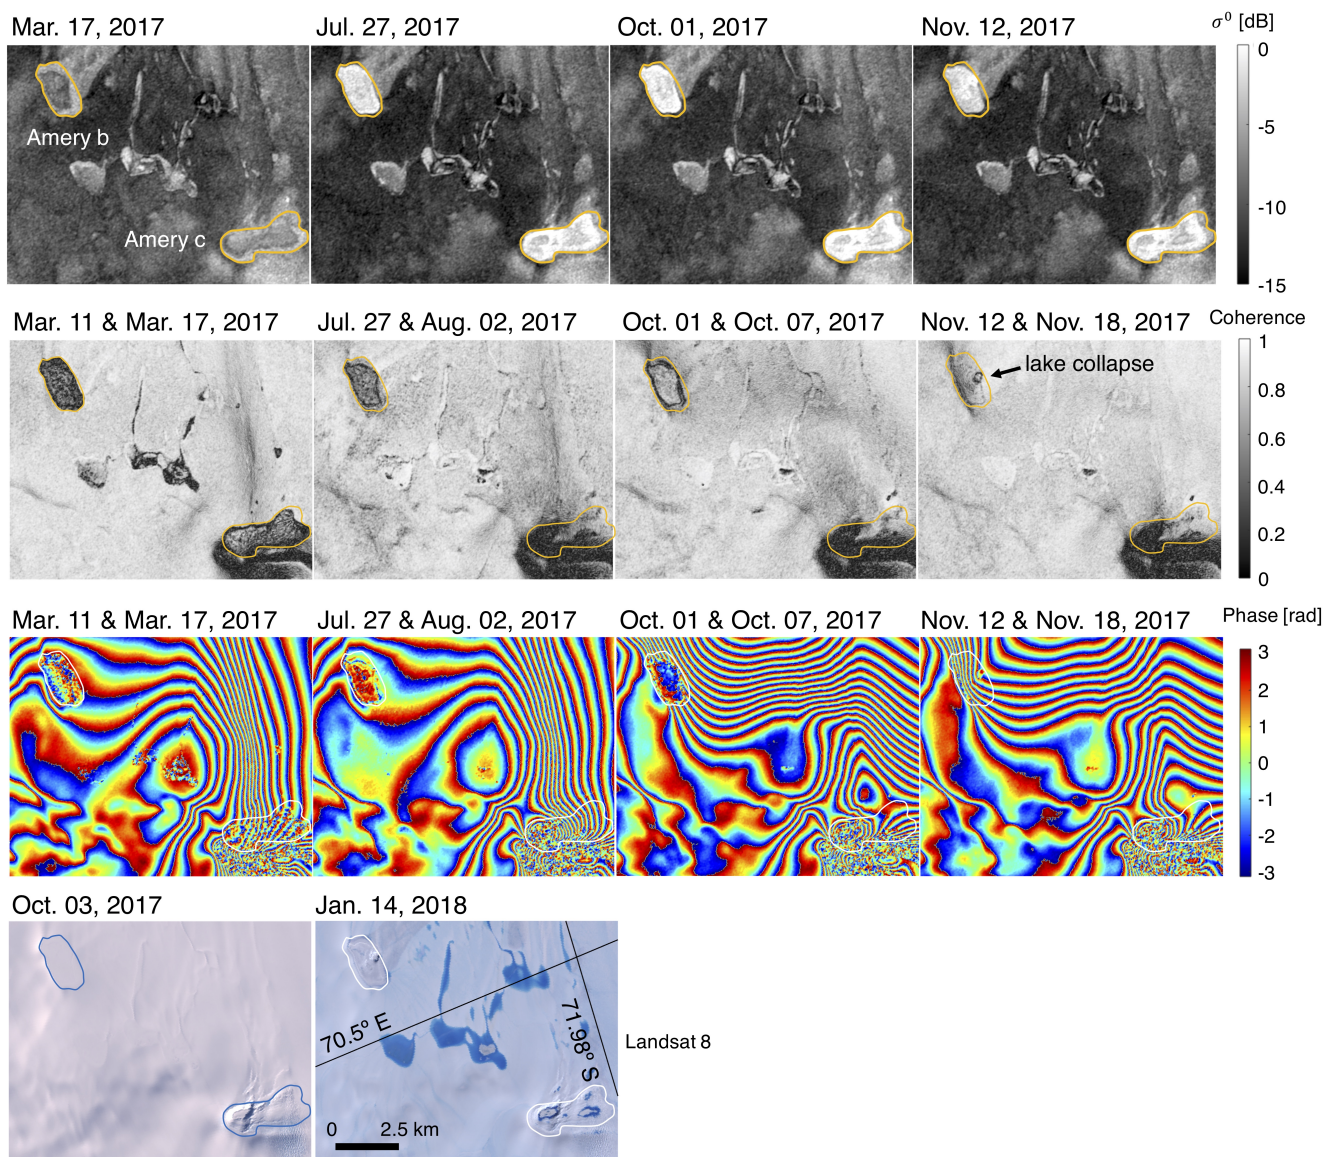 Mar. 17, 2017 Jul. 27, 2017 Oct. 01, 2017 Nov. 12, 2017 σ⁰ [dB]
0
-5
-10
-15
Amery b
Amery c
Mar. 11 & Mar. 17, 2017 Jul. 27 & Aug. 02, 2017 Oct. 01 & Oct. 07, 2017 Nov. 12 & Nov. 18, 2017 Coherence
1
0.8
0.6
0.4
0.2
0
lake collapse
Mar. 11 & Mar. 17, 2017 Jul. 27 & Aug. 02, 2017 Oct. 01 & Oct. 07, 2017 Nov. 12 & Nov. 18, 2017 Phase [rad]
3
2
1
0
-1
-2
-3
Oct. 03, 2017 Jan. 14, 2018
70.5º E
71.98º S
Landsat 8
0 2.5 km